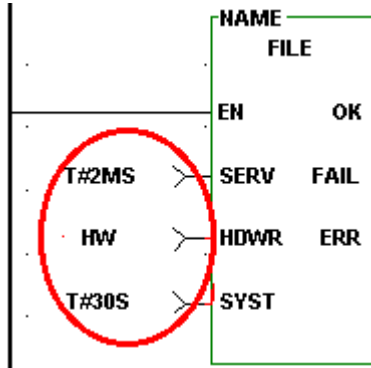 NAME
FILE
EN OK
T#2MS SERV FAIL
HW HDWR ERR
T#30S SYST